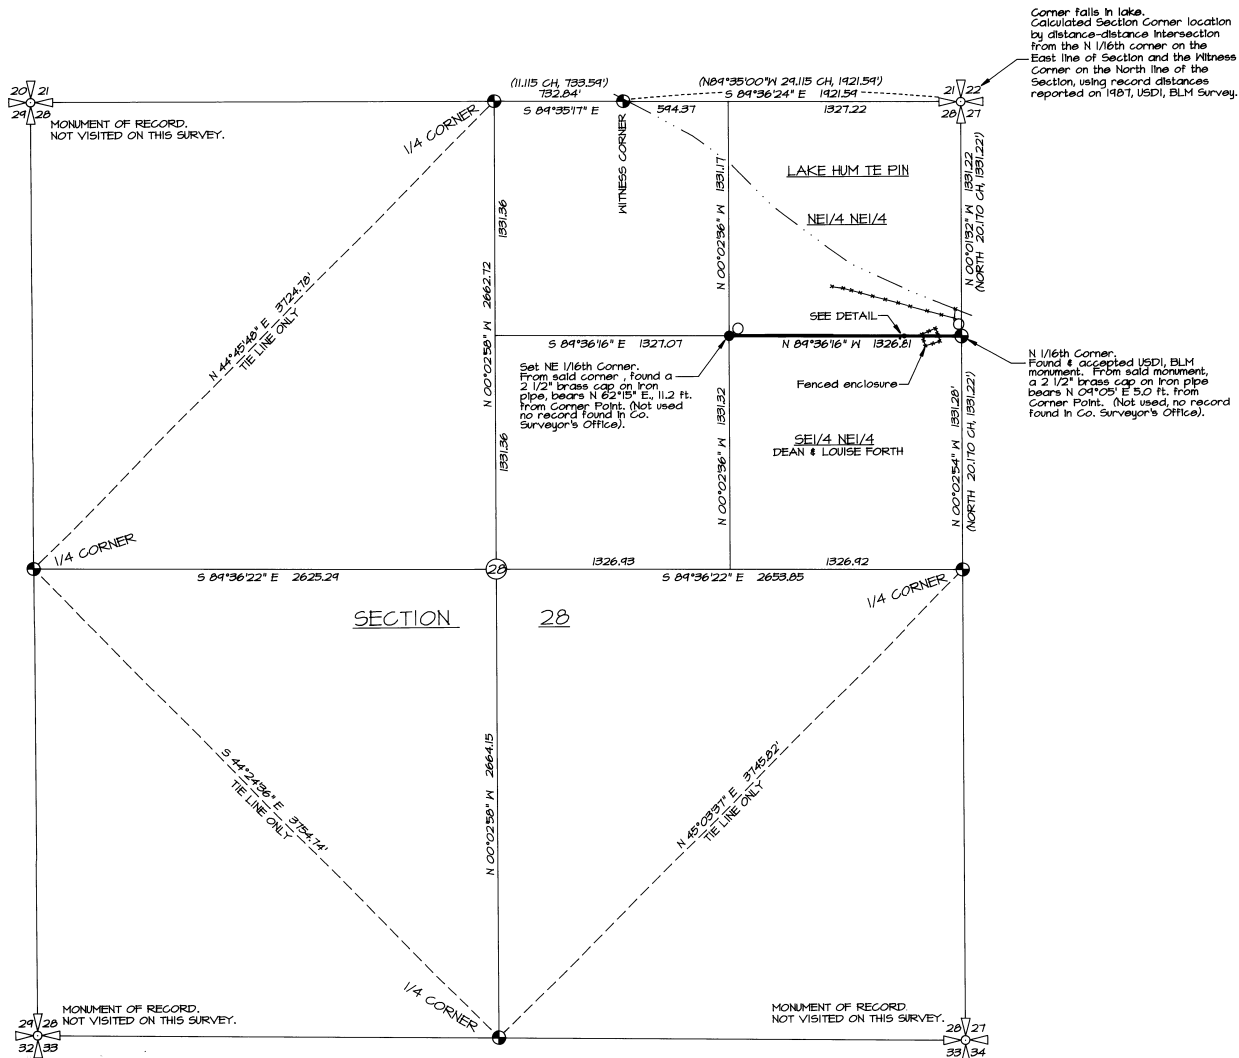 Corner falls in lake.
Calculated Section Corner location
by distance-distance intersection
from the N 1/16th corner on the
East line of Section and the Witness
Corner on the North line of the
Section, using record distances
reported on 1987, USDI, BLM Survey.
(11.115 CH, 733.59')
732.84'
S 89°35'17" E
(N89°35'00"W 29.115 CH, 1921.59')
S 89°36'24" E 1921.59
594.37
1327.22
20 21
29 28
21 22
28 27
MONUMENT OF RECORD.
NOT VISITED ON THIS SURVEY.
1/4 CORNER
WITNESS CORNER
LAKE HUM TE PIN
NE1/4 NE1/4
N 00°02'36" W 1331.17
N 00°01'32" W 1331.22
(NORTH 20.170 CH, 1331.22')
1331.36
N 00°02'58" W 2662.72
1331.36
N 44°45'48" E 3724.78'
TIE LINE ONLY
SEE DETAIL
S 89°36'16" E 1327.07
N 89°36'16" W 1326.81
Set NE 1/16th Corner.
From said corner , found a
2 1/2" brass cap on iron
pipe, bears N 62°15" E., 11.2 ft.
from Corner Point. (Not used
no record found in Co.
Surveyor's Office).
Fenced enclosure
N 1/16th Corner.
Found & accepted USDI, BLM
monument. From said monument,
a 2 1/2" brass cap on iron pipe
bears N 09°05' E 5.0 ft. from
Corner Point. (Not used, no record
found in Co. Surveyor's Office).
N 00°02'36" W 1331.32
SE1/4 NE1/4
DEAN & LOUISE FORTH
N 00°02'54" W 1331.28'
(NORTH 20.170 CH, 1331.22')
1/4 CORNER
S 89°36'22" E 2625.29
28
1326.93
S 89°36'22" E 2653.85
1326.92
1/4 CORNER
SECTION 28
S 44°24'36" E 3754.74'
TIE LINE ONLY
N 00°02'58" W 2664.15
N 45°03'37" E 3745.82'
TIE LINE ONLY
1/4 CORNER
MONUMENT OF RECORD.
NOT VISITED ON THIS SURVEY.
MONUMENT OF RECORD
NOT VISITED ON THIS SURVEY.
29 28
32 33
28 27
33 34